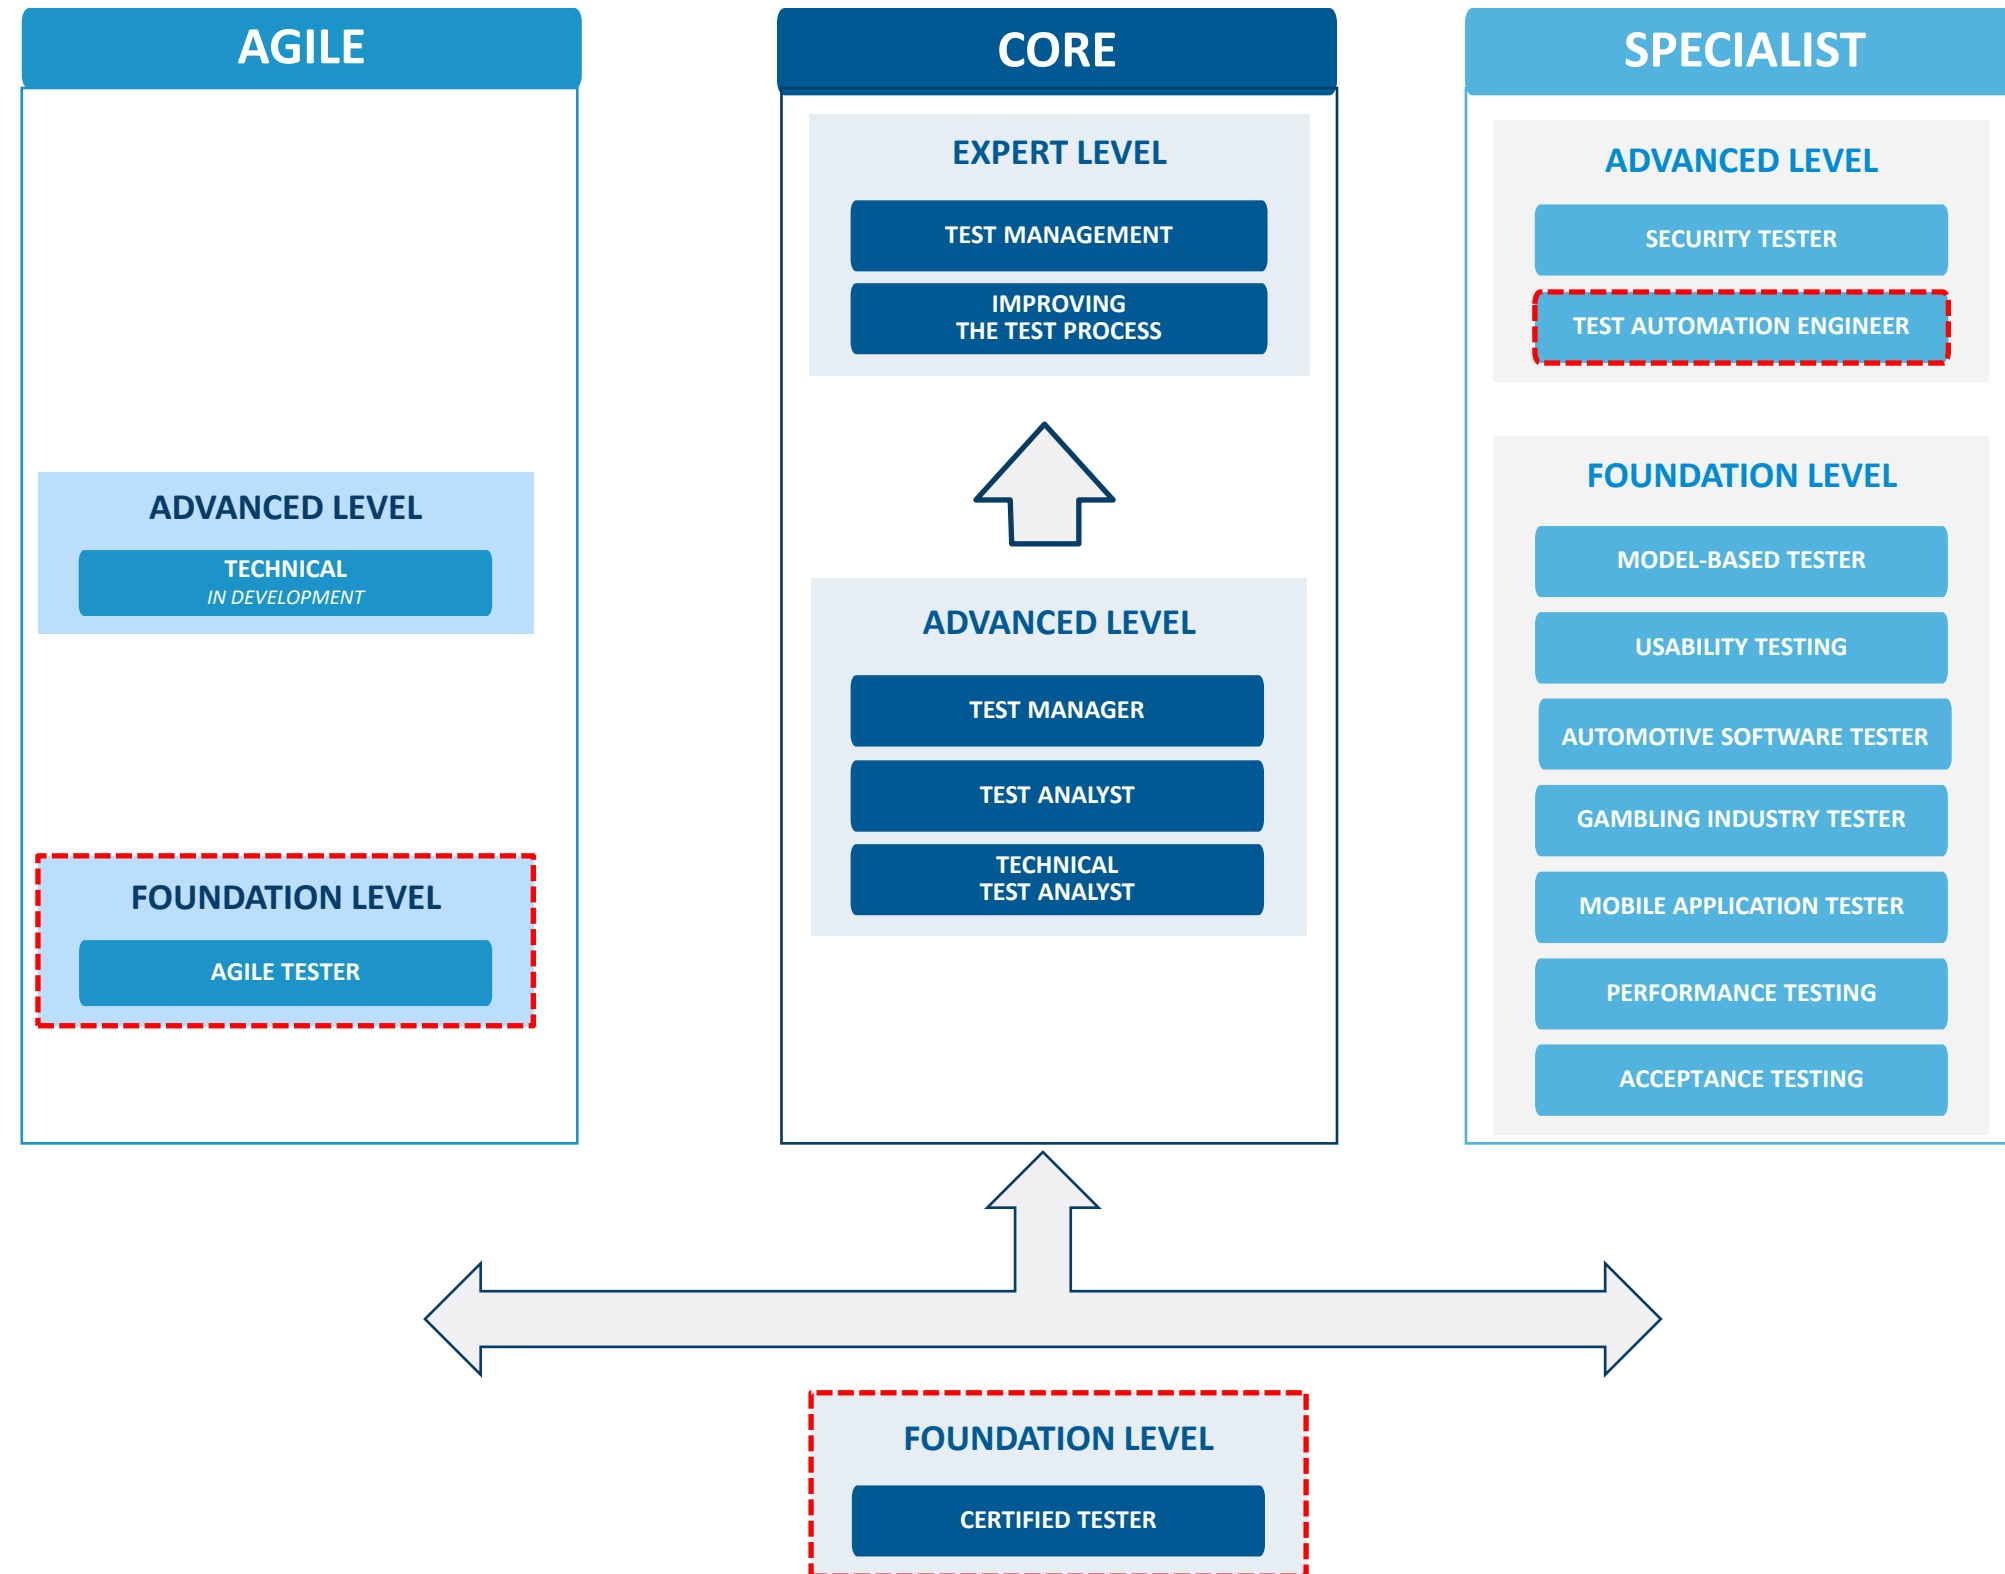 AGILE
ADVANCED LEVEL
TECHNICAL
IN DEVELOPMENT
FOUNDATION LEVEL
AGILE TESTER
CORE
EXPERT LEVEL
TEST MANAGEMENT
IMPROVING
THE TEST PROCESS
ADVANCED LEVEL
TEST MANAGER
TEST ANALYST
TECHNICAL
TEST ANALYST
SPECIALIST
ADVANCED LEVEL
SECURITY TESTER
TEST AUTOMATION ENGINEER
FOUNDATION LEVEL
MODEL-BASED TESTER
USABILITY TESTING
AUTOMOTIVE SOFTWARE TESTER
GAMBLING INDUSTRY TESTER
MOBILE APPLICATION TESTER
PERFORMANCE TESTING
ACCEPTANCE TESTING
FOUNDATION LEVEL
CERTIFIED TESTER